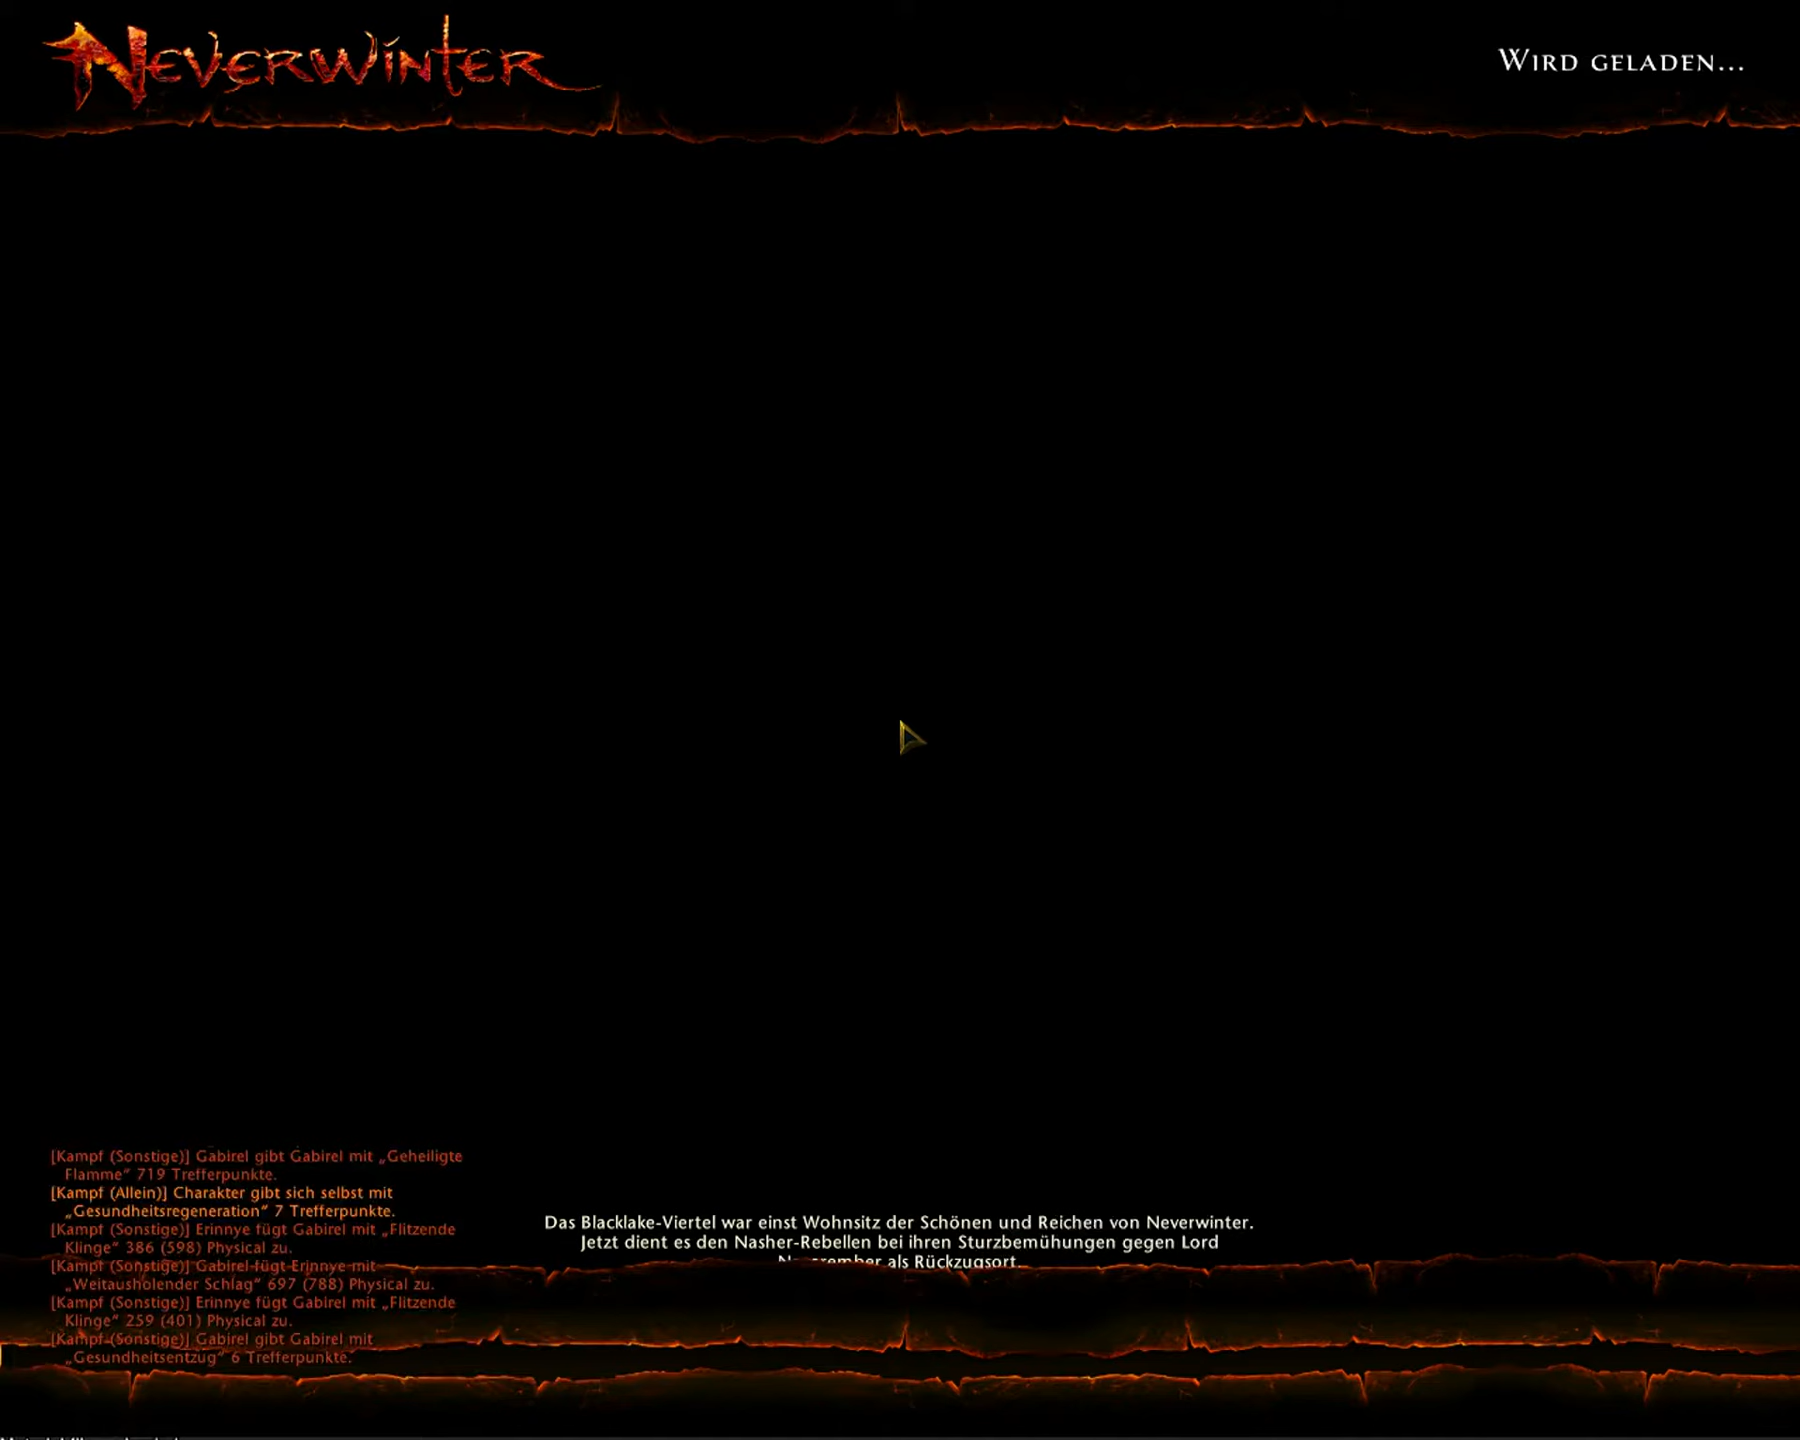 NEVERWINTER
WIRD GELADEN...
[Kampf (Sonstige)] Gabirel gibt Gabirel mit „Geheiligte
Flamme“ 719 Trefferpunkte.
[Kampf (Allein)] Charakter gibt sich selbst mit
„Gesundheitsregeneration“ 7 Trefferpunkte.
[Kampf (Sonstige)] Erinnye fügt Gabirel mit „Flitzende
Klinge“ 386 (598) Physical zu.
[Kampf (Sonstige)] Gabirel fügt Erinnye mit
„Weitausholender Schlag“ 697 (788) Physical zu.
[Kampf (Sonstige)] Erinnye fügt Gabirel mit „Flitzende
Klinge“ 259 (401) Physical zu.
[Kampf (Sonstige)] Gabirel gibt Gabirel mit
„Gesundheitsentzug“ 6 Trefferpunkte.
Das Blacklake-Viertel war einst Wohnsitz der Schönen und Reichen von Neverwinter.
Jetzt dient es den Nasher-Rebellen bei ihren Sturzbemühungen gegen Lord
als Rückzugsort.